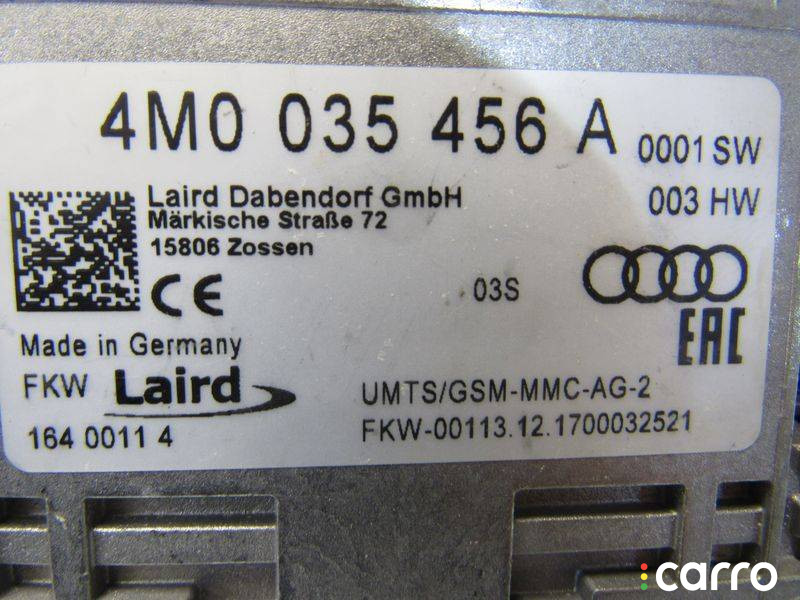 4M0 035 456 A 0001 SW
003 HW
Laird Dabendorf GmbH
Märkische Straße 72
15806 Zossen
CE
03S
EAC
Made in Germany
FKW Laird
UMTS/GSM-MMC-AG-2
164 0011 4
FKW-00113.12.1700032521
carro